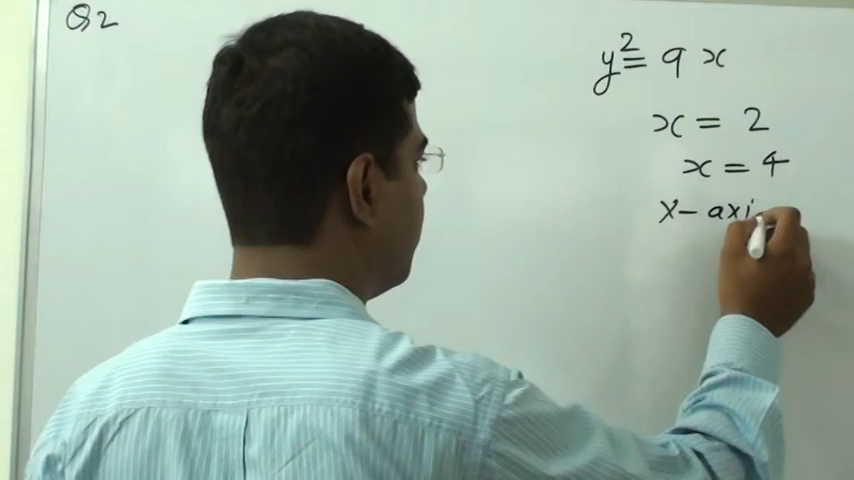 Q2
y² = 9x
x = 2
x = 4
X- axi